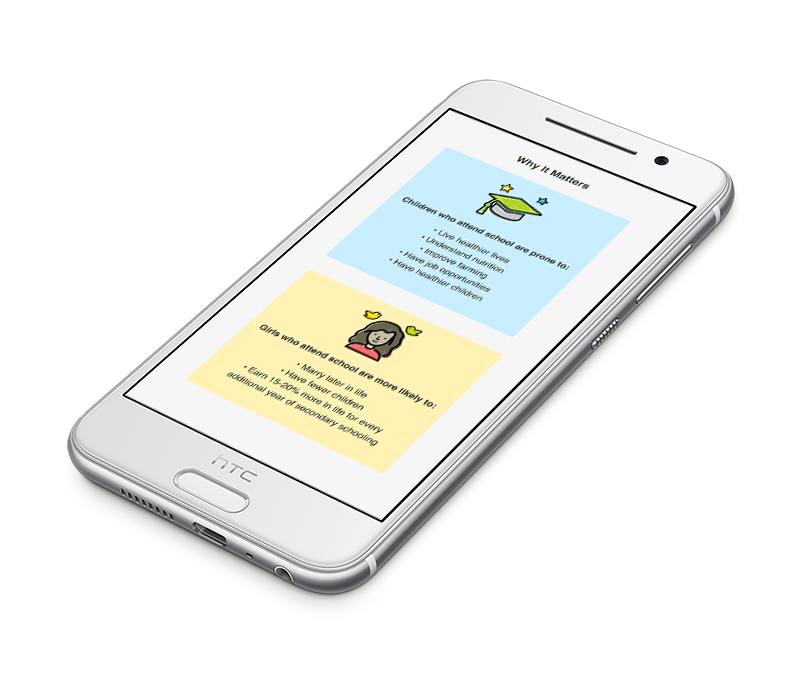 Why It Matters
Children who attend school are prone to:
• Live healthier lives
• Understand nutrition
• Improve farming
• Have job opportunities
• Have healthier children
Girls who attend school are more likely to:
• Marry later in life
• Have fewer children
• Earn 15-20% more in life for every
additional year of secondary schooling
hTC